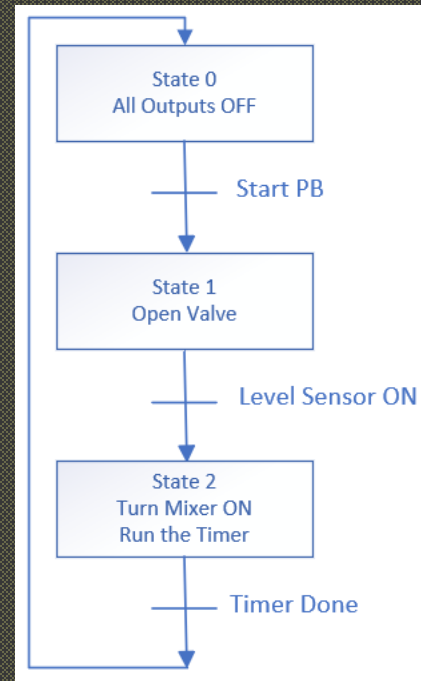 State 0
All Outputs OFF
Start PB
State 1
Open Valve
Level Sensor ON
State 2
Turn Mixer ON
Run the Timer
Timer Done